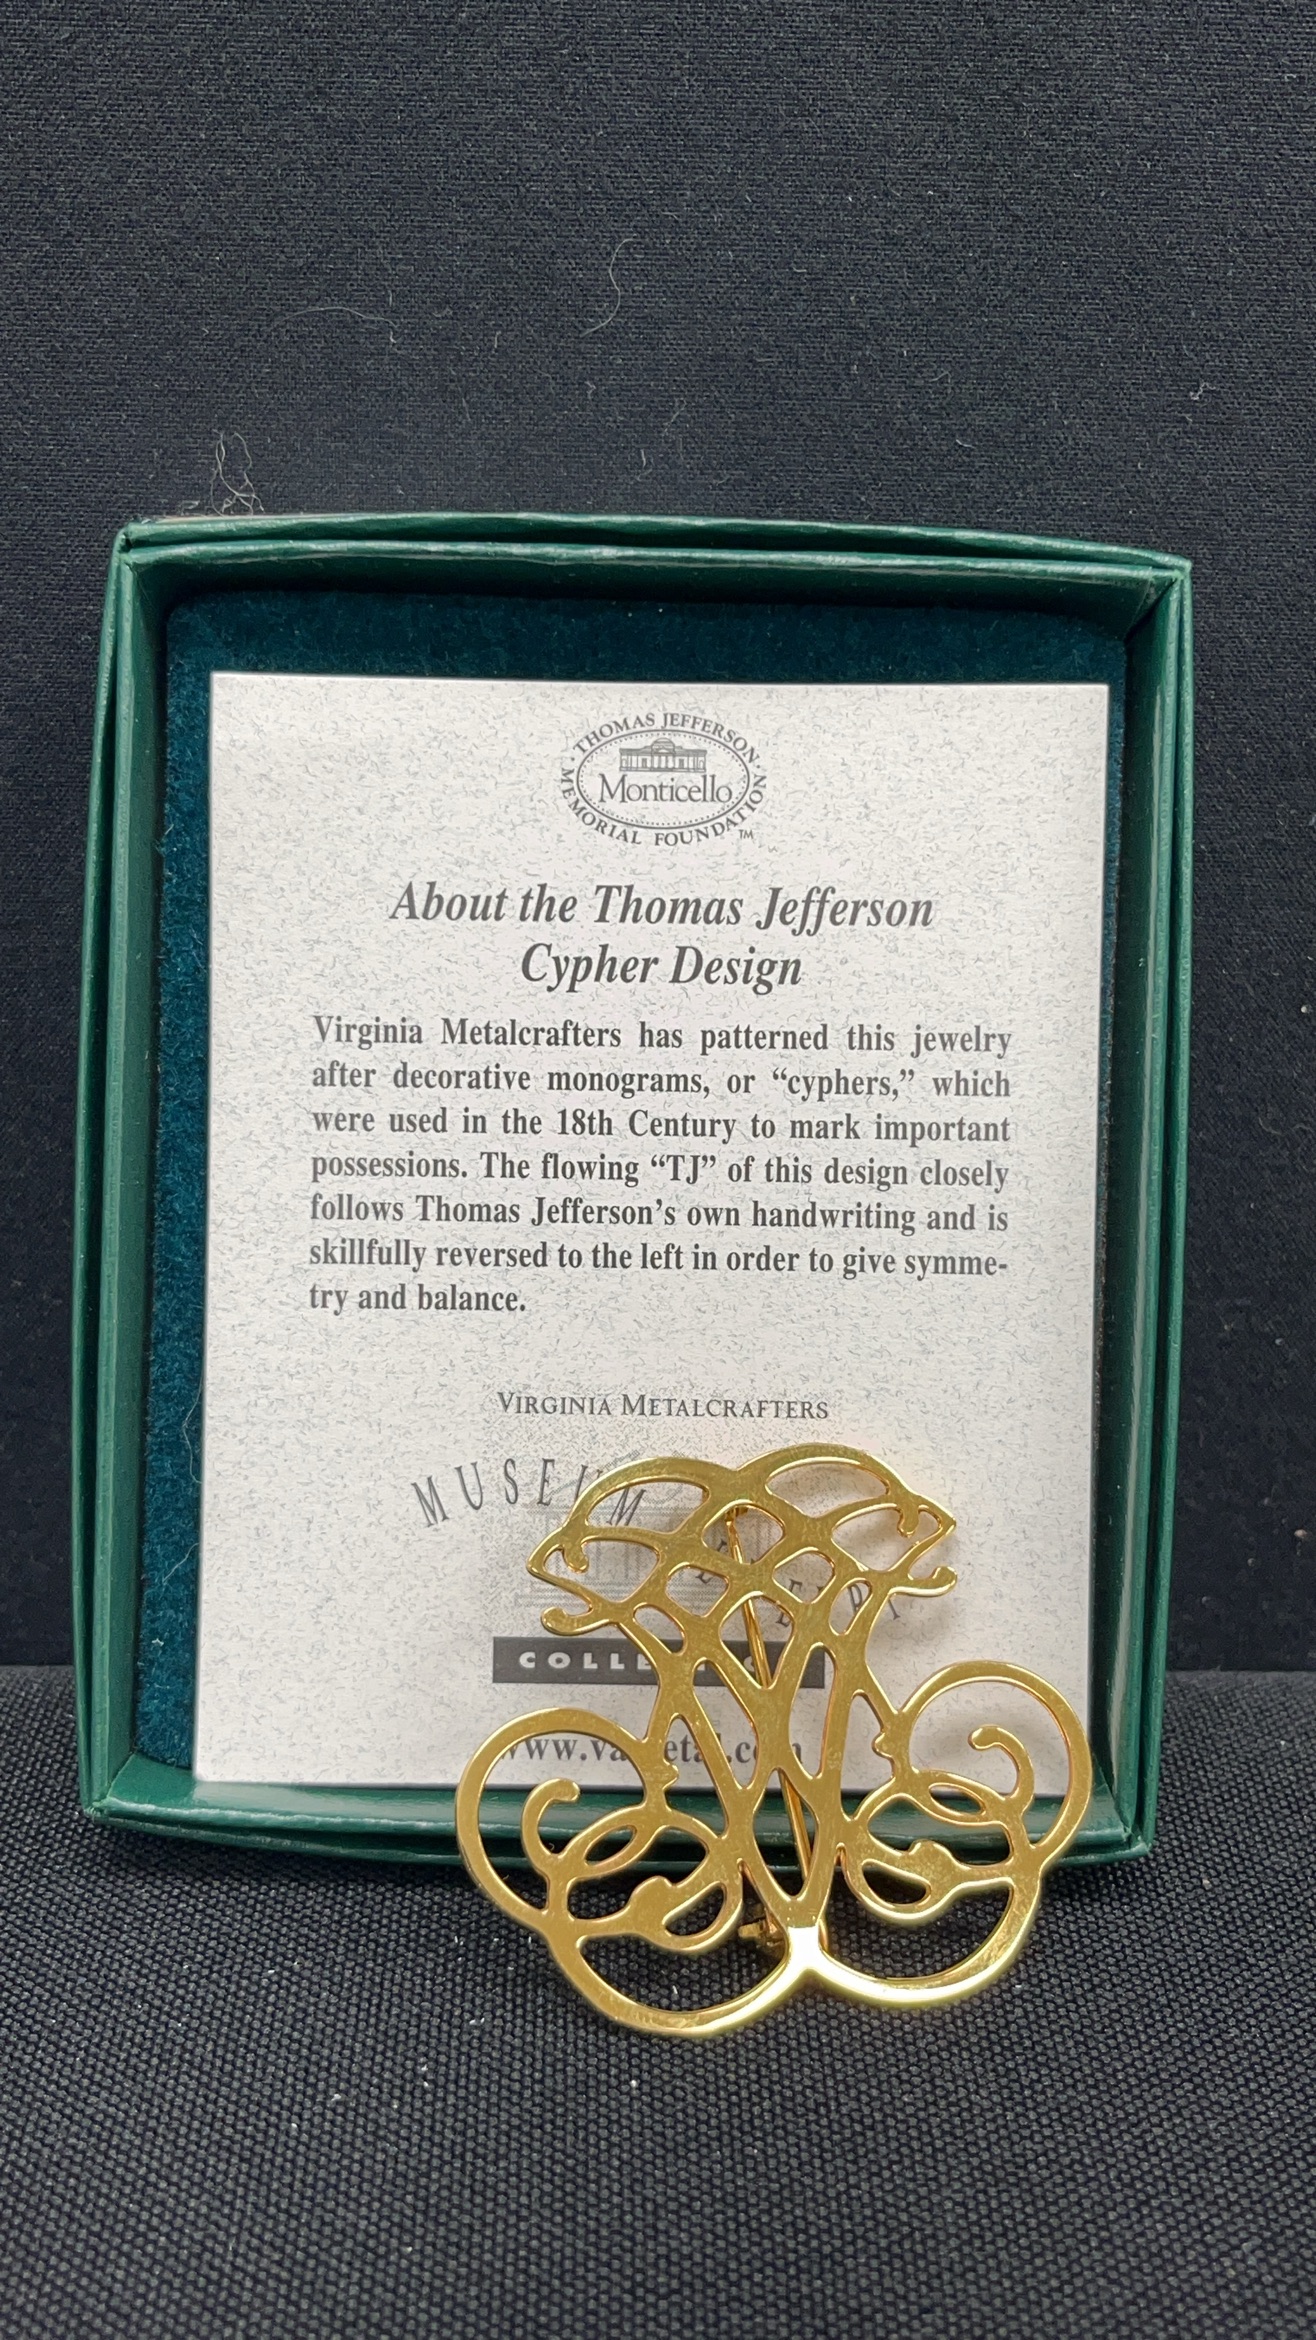 THOMAS JEFFERSON
Monticello
MEMORIAL FOUNDATION™
About the Thomas Jefferson
Cypher Design
Virginia Metalcrafters has patterned this jewelry
after decorative monograms, or “cyphers,” which
were used in the 18th Century to mark important
possessions. The flowing “TJ” of this design closely
follows Thomas Jefferson’s own handwriting and is
skillfully reversed to the left in order to give symme-
try and balance.
VIRGINIA METALCRAFTERS
MUSEUM